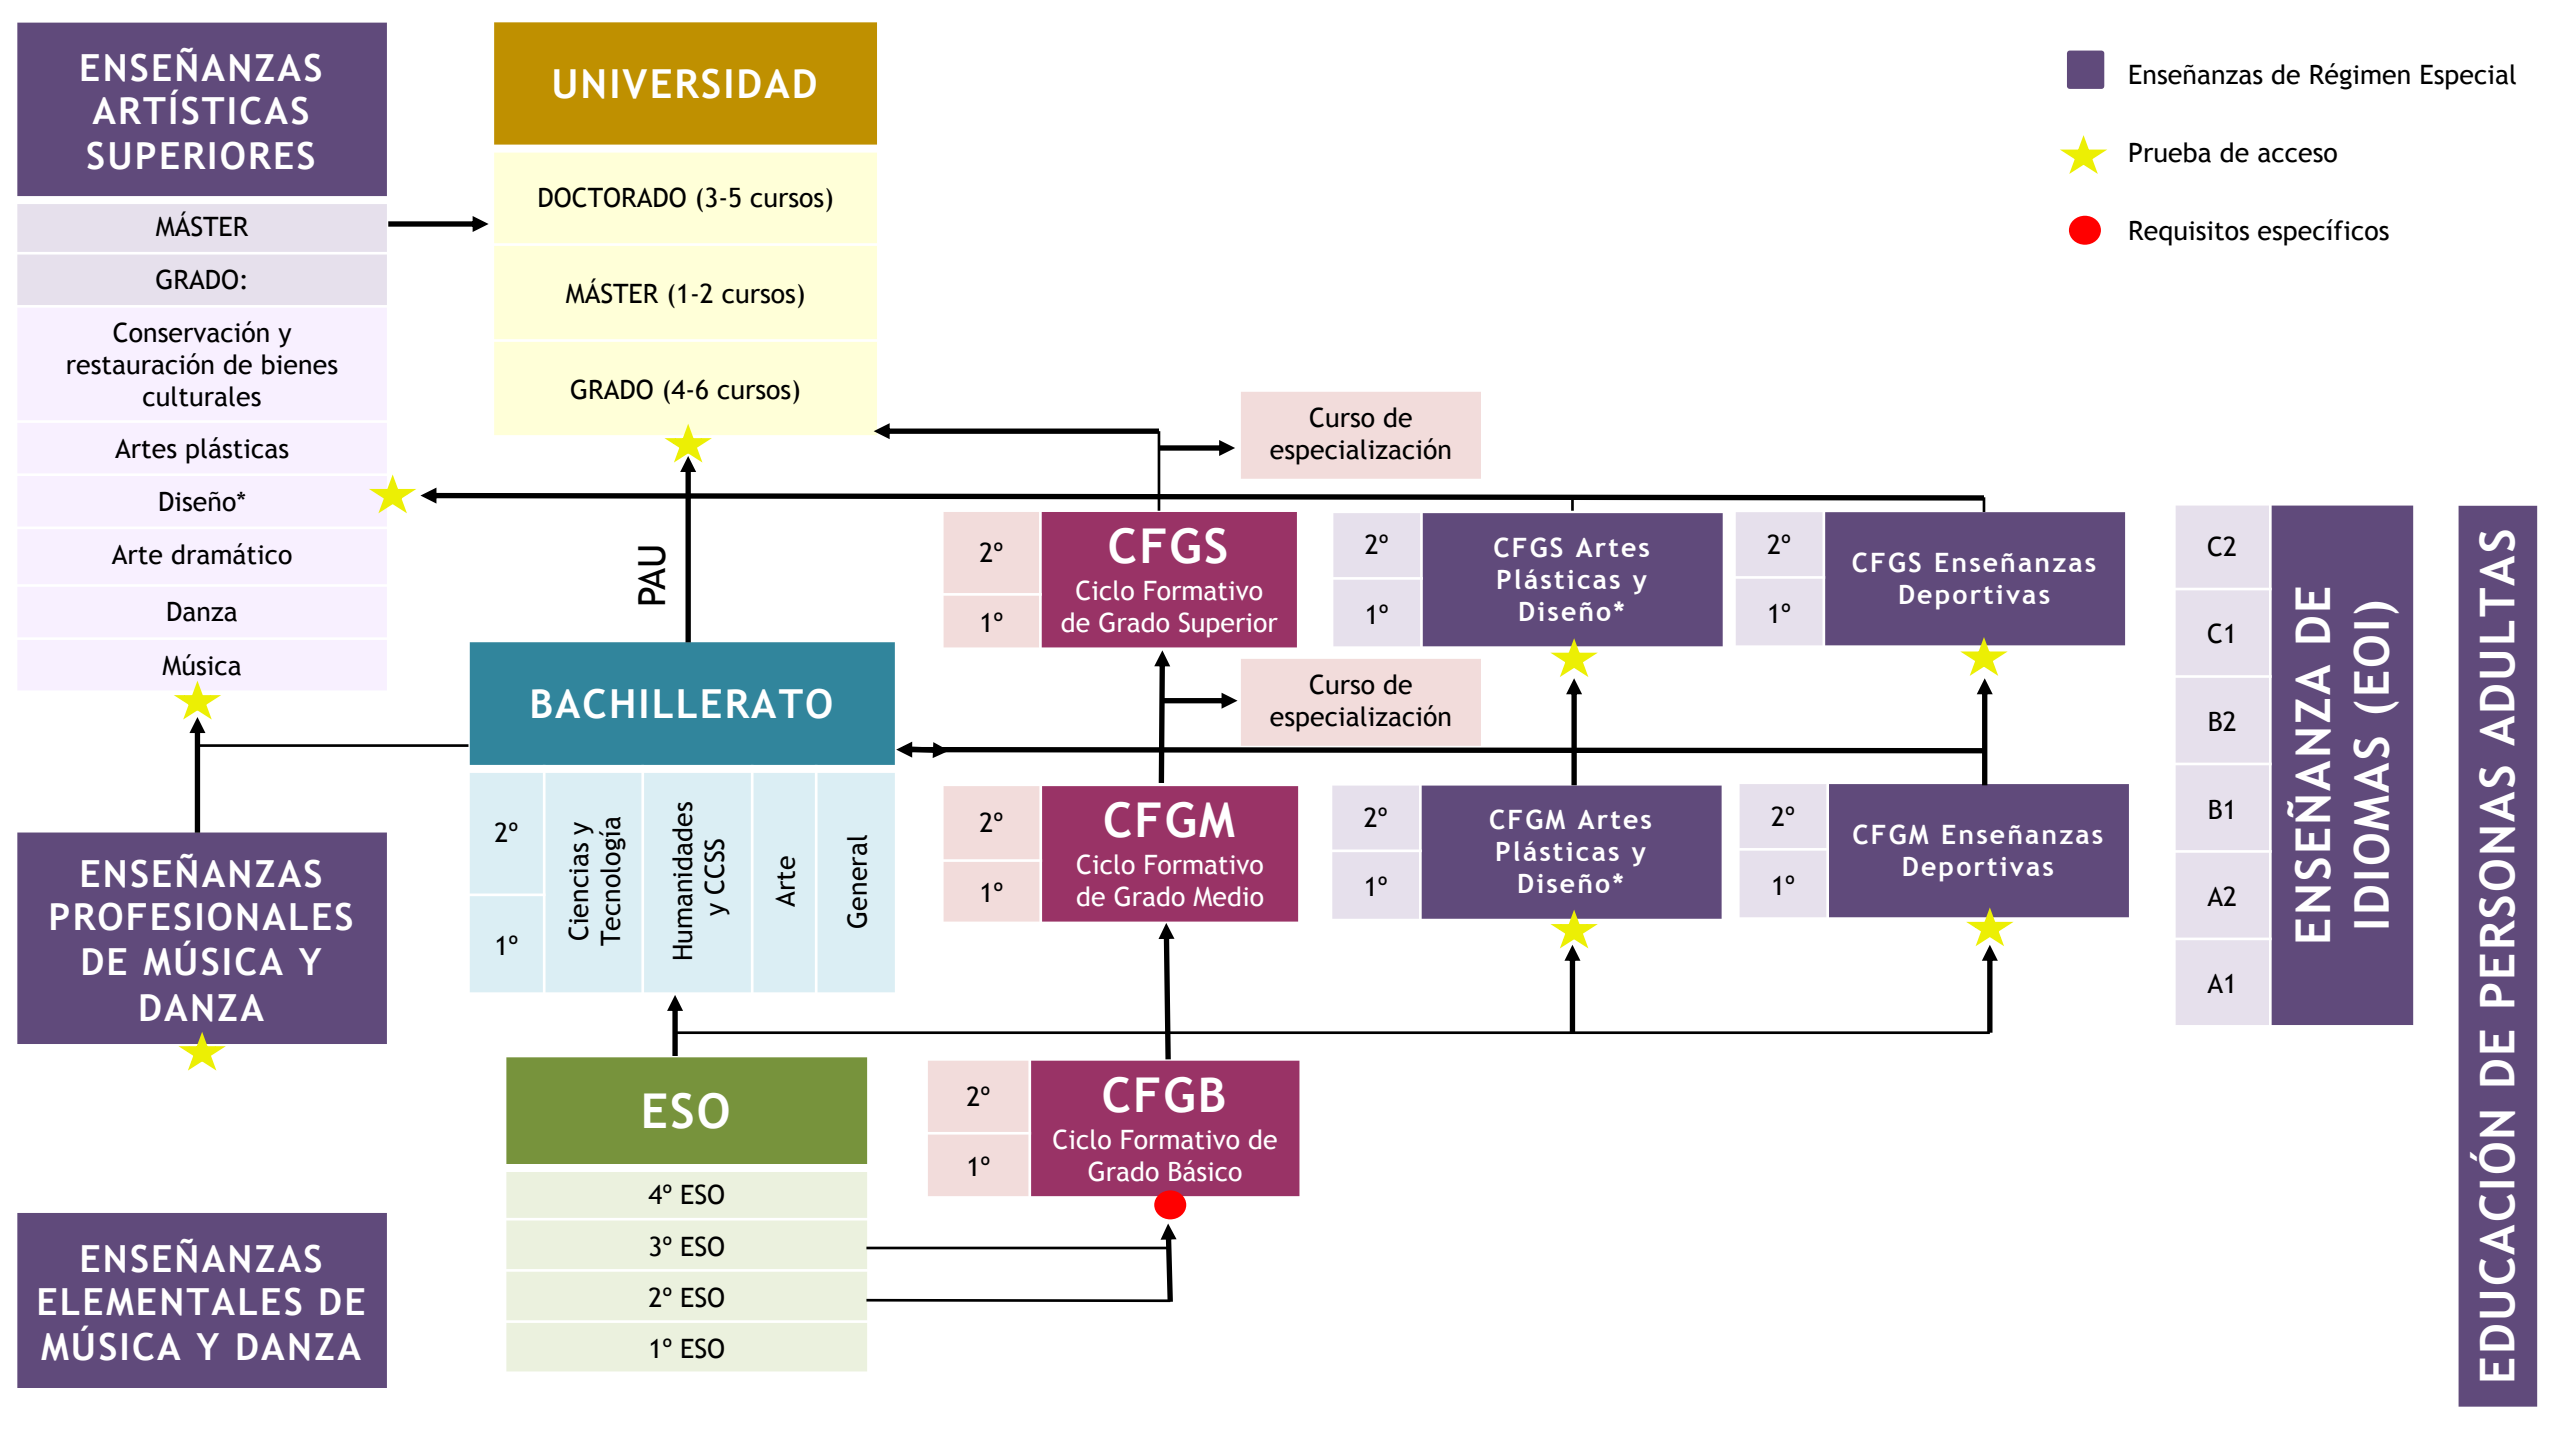 ENSEÑANZAS
ARTÍSTICAS
SUPERIORES
MÁSTER
GRADO:
Conservación y
restauración de bienes
culturales
Artes plásticas
Diseño*
Arte dramático
Danza
Música
ENSEÑANZAS
PROFESIONALES
DE MÚSICA Y
DANZA
ENSEÑANZAS
ELEMENTALES DE
MÚSICA Y DANZA
UNIVERSIDAD
DOCTORADO (3-5 cursos)
MÁSTER (1-2 cursos)
GRADO (4-6 cursos)
PAU
BACHILLERATO
2º
1º
Ciencias y
Tecnología
Humanidades
y CCSS
Arte
General
ESO
4º ESO
3º ESO
2º ESO
1º ESO
Curso de
especialización
2º
1º
CFGS
Ciclo Formativo
de Grado Superior
Curso de
especialización
2º
1º
CFGM
Ciclo Formativo
de Grado Medio
2º
1º
CFGB
Ciclo Formativo de
Grado Básico
2º
1º
CFGS Artes
Plásticas y
Diseño*
2º
1º
CFGM Artes
Plásticas y
Diseño*
2º
1º
CFGS Enseñanzas
Deportivas
2º
1º
CFGM Enseñanzas
Deportivas
Enseñanzas de Régimen Especial
Prueba de acceso
Requisitos específicos
C2
C1
B2
B1
A2
A1
ENSEÑANZA DE
IDIOMAS (EOI)
EDUCACIÓN DE PERSONAS ADULTAS